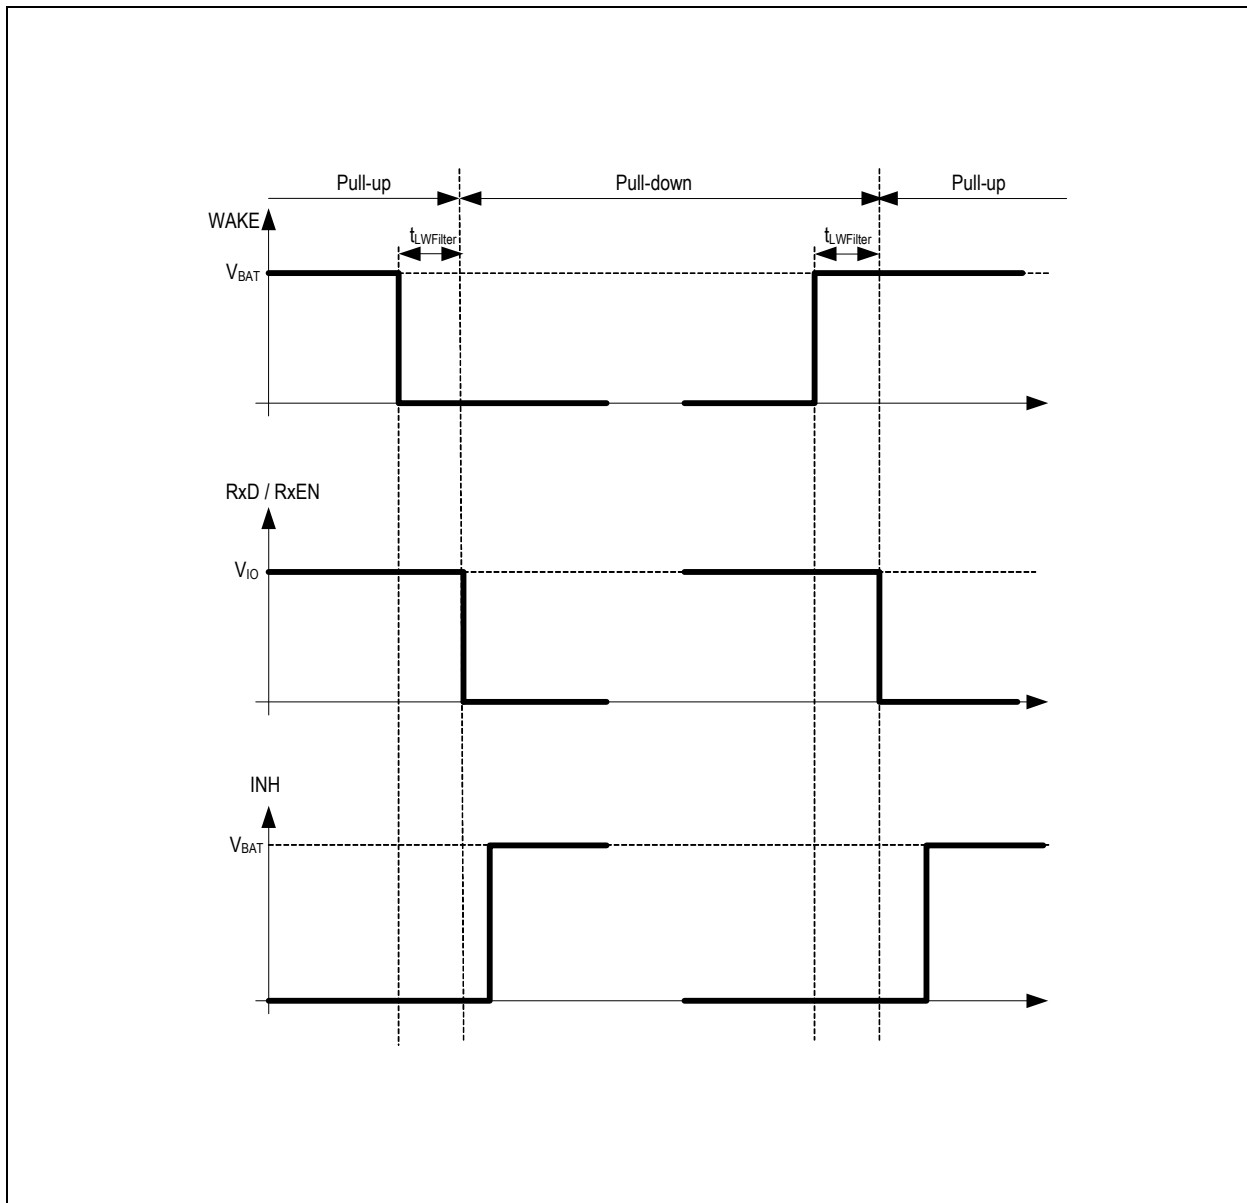 Pull-up Pull-down Pull-up
WAKE
tLWFilter tLWFilter
VBAT
RxD / RxEN
VIO
INH
VBAT